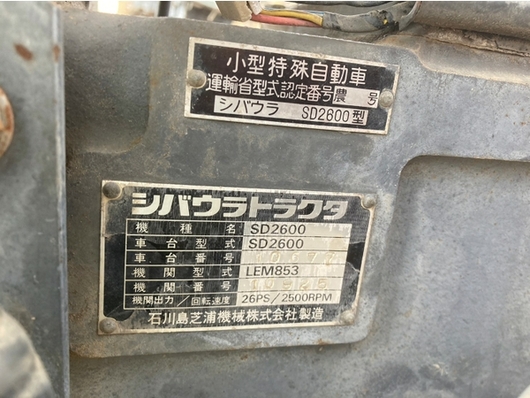 小型特殊自動車
運輸省型式認定番号 農 号
シバウラ SD2600型
シバウラトラクタ
機種名 SD2600
車台型式 SD2600
車台番号
機関型式 LEM853
機関番号
機関出力/回転速度 26PS/2500RPM
石川島芝浦機械株式会社製造